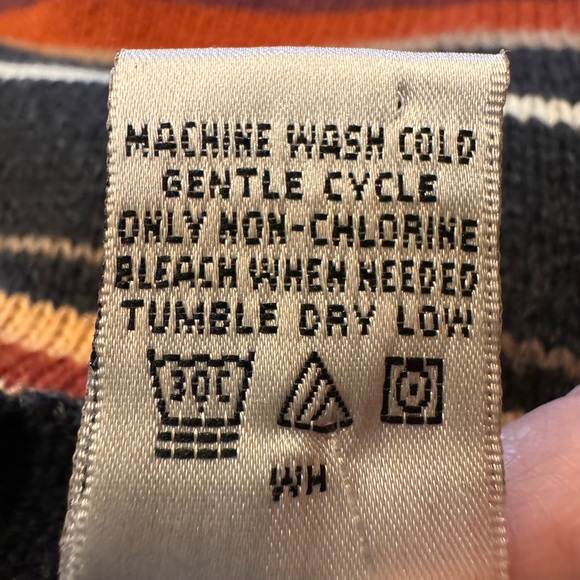 MACHINE WASH COLD
GENTLE CYCLE
ONLY NON-CHLORINE
BLEACH WHEN NEEDED
TUMBLE DRY LOW
30C
WH